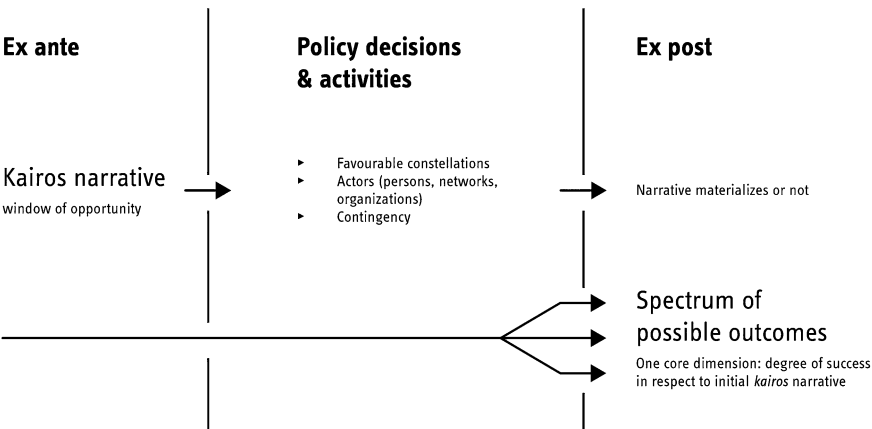 Ex ante
Policy decisions
& activities
Ex post
Kairos narrative
window of opportunity
► Favourable constellations
► Actors (persons, networks,
organizations)
► Contingency
Narrative materializes or not
Spectrum of
possible outcomes
One core dimension: degree of success
in respect to initial kairos narrative